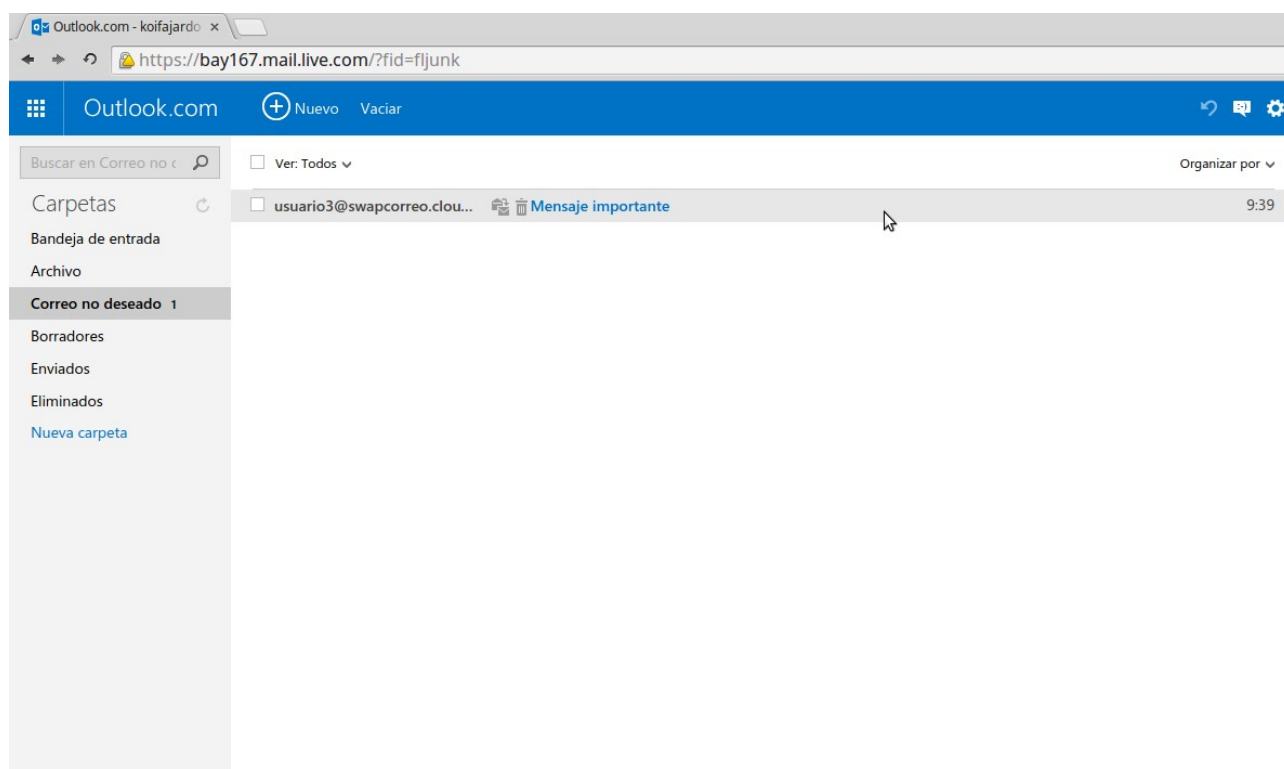 Outlook.com - koifajardo
https://bay167.mail.live.com/?fid=fljunk
Outlook.com Nuevo Vaciar
Buscar en Correo no Ver: Todos Organizar por
Carpetas usuario3@swapcorreo.clou... Mensaje importante 9:39
Bandeja de entrada
Archivo
Correo no deseado 1
Borradores
Enviados
Eliminados
Nueva carpeta